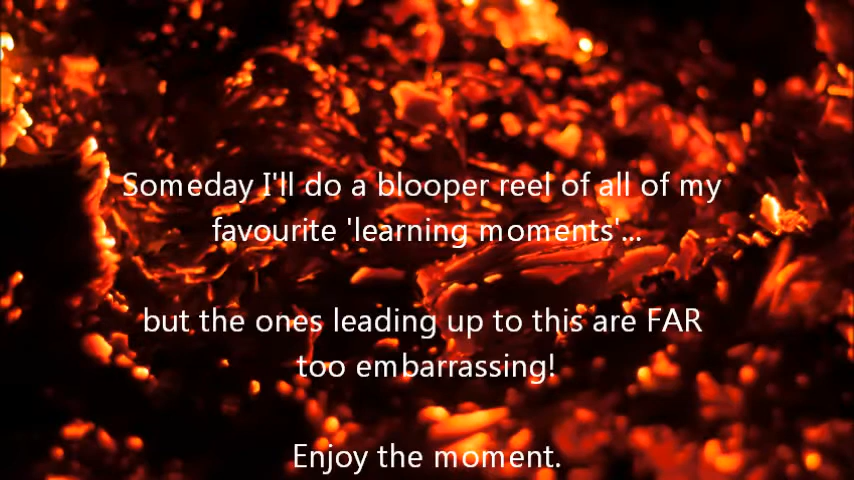 Someday I'll do a blooper reel of all of my
favourite 'learning moments'...
but the ones leading up to this are FAR
too embarrassing!
Enjoy the moment.